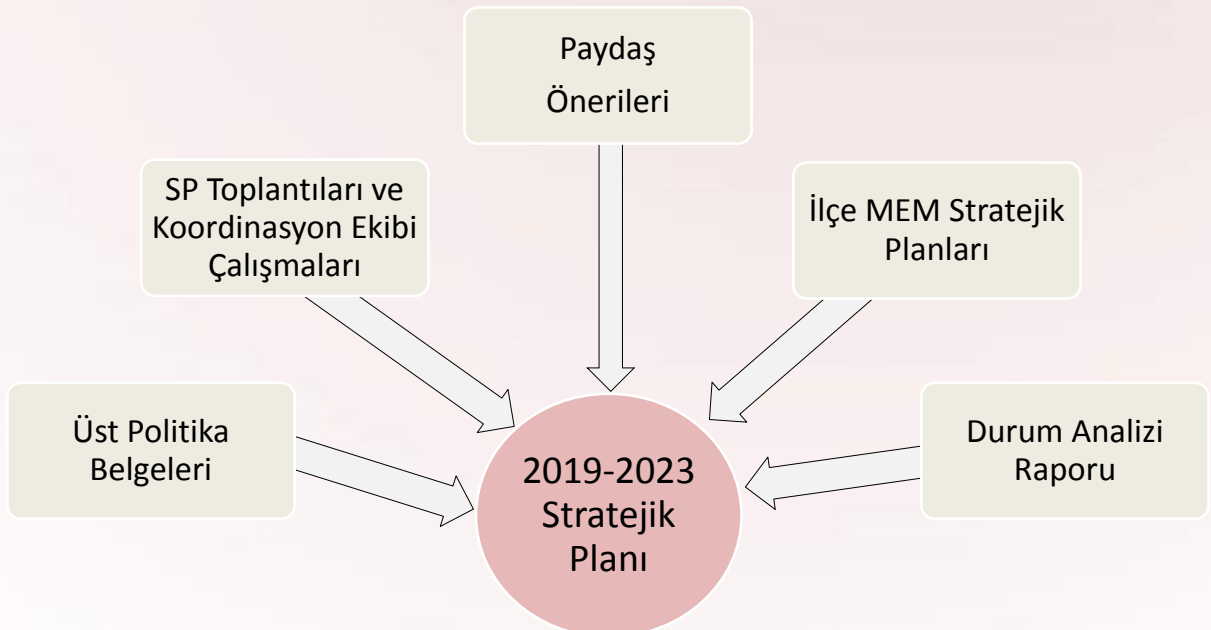 Paydaş
Önerileri
SP Toplantıları ve
Koordinasyon Ekibi
Çalışmaları
İlçe MEM Stratejik
Planları
Üst Politika
Belgeleri
Durum Analizi
Raporu
2019-2023
Stratejik
Planı